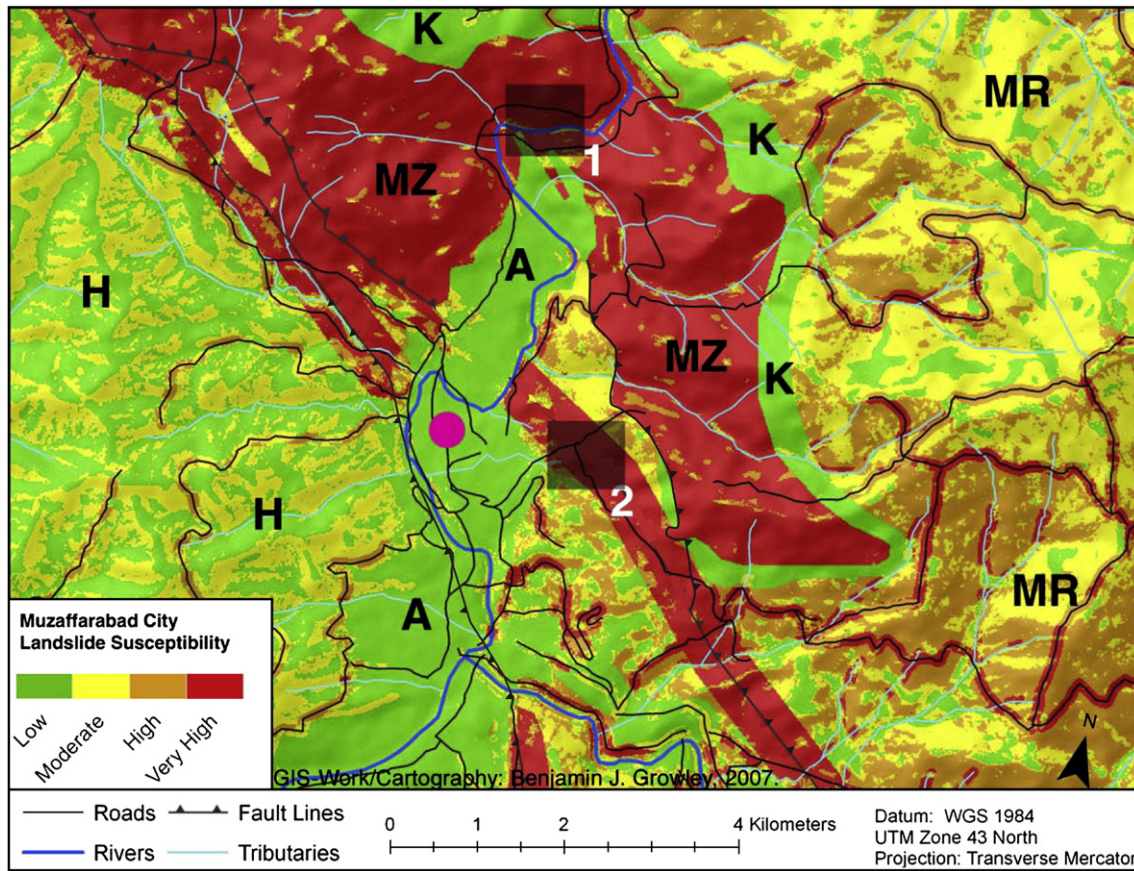 K
MR
K
1
MZ
A
H
MZ
K
H
2
A
MR
Muzaffarabad City
Landslide Susceptibility
Low
Moderate
High
Very High
N
GIS-Work/Cartography: Benjamin J. Growley, 2007.
Roads
Fault Lines
Rivers
Tributaries
0 1 2 4 Kilometers
Datum: WGS 1984
UTM Zone 43 North
Projection: Transverse Mercator